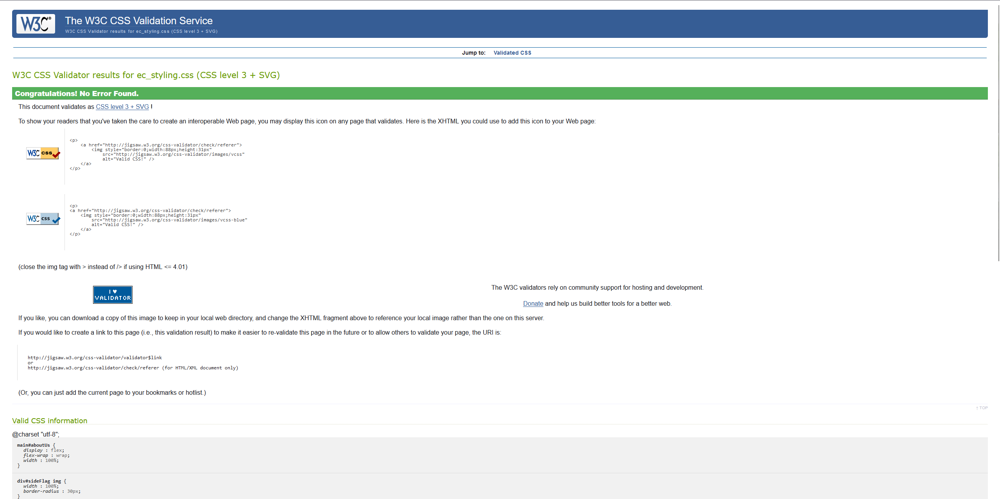 W3C®
The W3C CSS Validation Service
W3C CSS Validator results for ec_styling.css (CSS level 3 + SVG)
Jump to: Validated CSS
W3C CSS Validator results for ec_styling.css (CSS level 3 + SVG)
Congratulations! No Error Found.
This document validates as CSS level 3 + SVG !
To show your readers that you've taken the care to create an interoperable Web page, you may display this icon on any page that validates. Here is the XHTML you could use to add this icon to your Web page:
W3C css
<p>
<a href="http://jigsaw.w3.org/css-validator/check/referer">
<img style="border:0;width:88px;height:31px"
src="http://jigsaw.w3.org/css-validator/images/vcss"
alt="Valid CSS!" />
</a>
</p>
W3C css
<p>
<a href="http://jigsaw.w3.org/css-validator/check/referer">
<img style="border:0;width:88px;height:31px"
src="http://jigsaw.w3.org/css-validator/images/vcss-blue"
alt="Valid CSS!" />
</a>
</p>
(close the img tag with > instead of /> if using HTML <= 4.01)
I ♥
VALIDATOR
The W3C validators rely on community support for hosting and development.
Donate and help us build better tools for a better web.
If you like, you can download a copy of this image to keep in your local web directory, and change the XHTML fragment above to reference your local image rather than the one on this server.
If you would like to create a link to this page (i.e., this validation result) to make it easier to re-validate this page in the future or to allow others to validate your page, the URI is:
http://jigsaw.w3.org/css-validator/validator$link
or
http://jigsaw.w3.org/css-validator/check/referer (for HTML/XML document only)
(Or, you can just add the current page to your bookmarks or hotlist.)
↑ TOP
Valid CSS information
@charset "utf-8";
main#aboutUs {
display : flex;
flex-wrap : wrap;
width : 100%;
}
div#sideFlag img {
width : 100%;
border-radius : 30px;
}